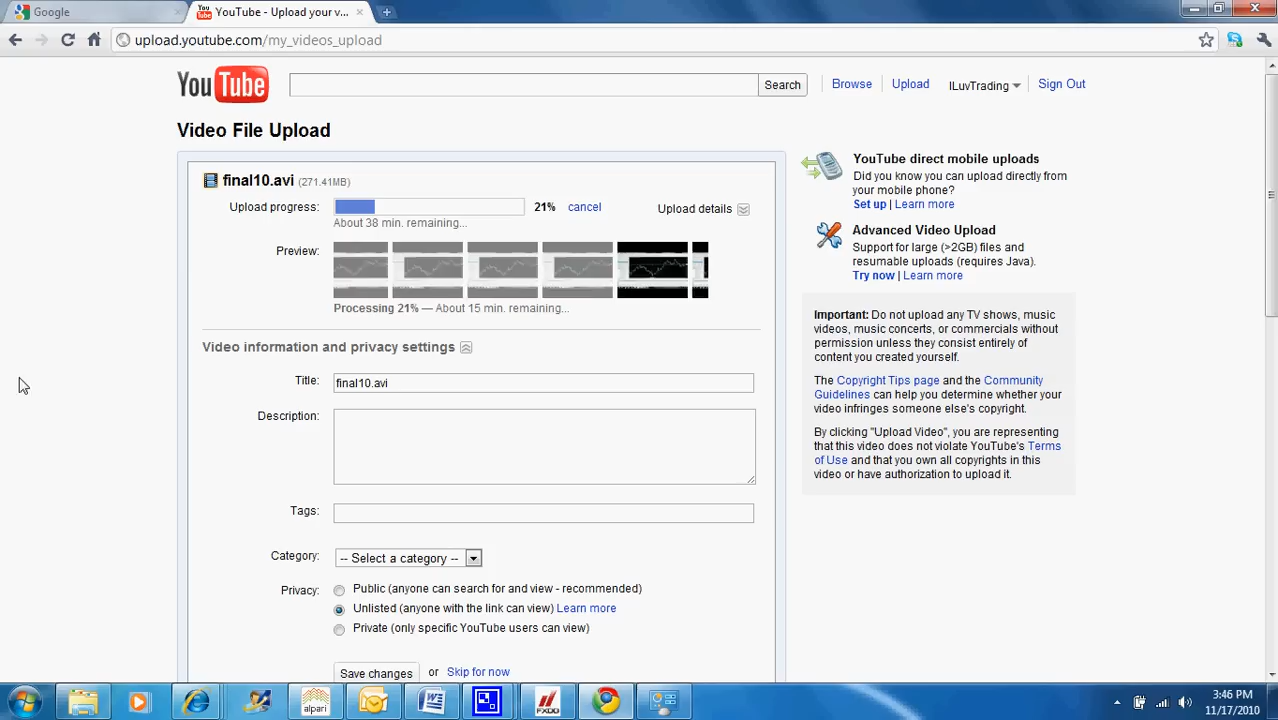 Google
YouTube - Upload your v...
upload.youtube.com/my_videos_upload
YouTube
Search
Browse
Upload
ILuvTrading
Sign Out
Video File Upload
final10.avi (271.41MB)
Upload progress:
21%
cancel
Upload details
About 38 min. remaining...
Preview:
Processing 21% — About 15 min. remaining...
Video information and privacy settings
Title:
final10.avi
Description:
Tags:
Category:
-- Select a category --
Privacy:
Public (anyone can search for and view - recommended)
Unlisted (anyone with the link can view) Learn more
Private (only specific YouTube users can view)
Save changes
or
Skip for now
YouTube direct mobile uploads
Did you know you can upload directly from
your mobile phone?
Set up | Learn more
Advanced Video Upload
Support for large (>2GB) files and
resumable uploads (requires Java).
Try now | Learn more
Important: Do not upload any TV shows, music
videos, music concerts, or commercials without
permission unless they consist entirely of
content you created yourself.
The Copyright Tips page and the Community
Guidelines can help you determine whether your
video infringes someone else's copyright.
By clicking "Upload Video", you are representing
that this video does not violate YouTube's Terms
of Use and that you own all copyrights in this
video or have authorization to upload it.
alpari
FXDD
3:46 PM
11/17/2010